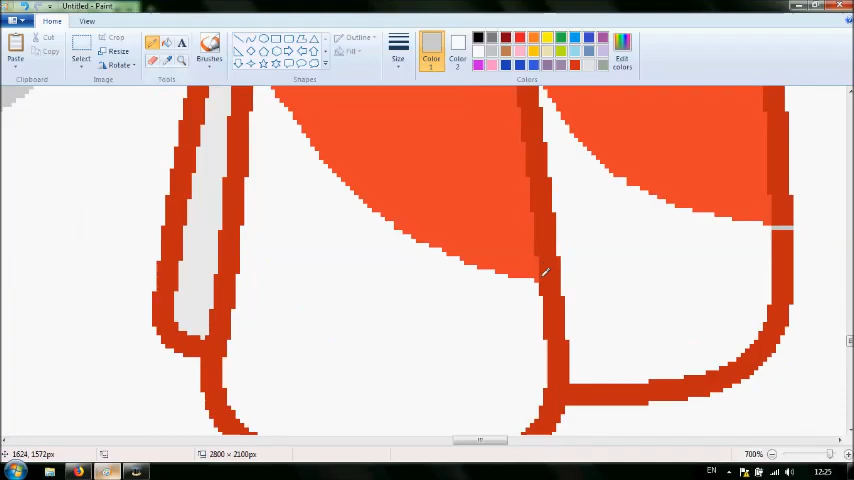 Untitled - Paint
Home View
Paste
Cut
Copy
Clipboard
Select
Crop
Resize
Rotate
Image
A
Tools
Brushes
Outline
Fill
Shapes
Size
Color 1
Color 2
Edit colors
Colors
1624, 1572px
2800 × 2100px
700%
EN
12:25